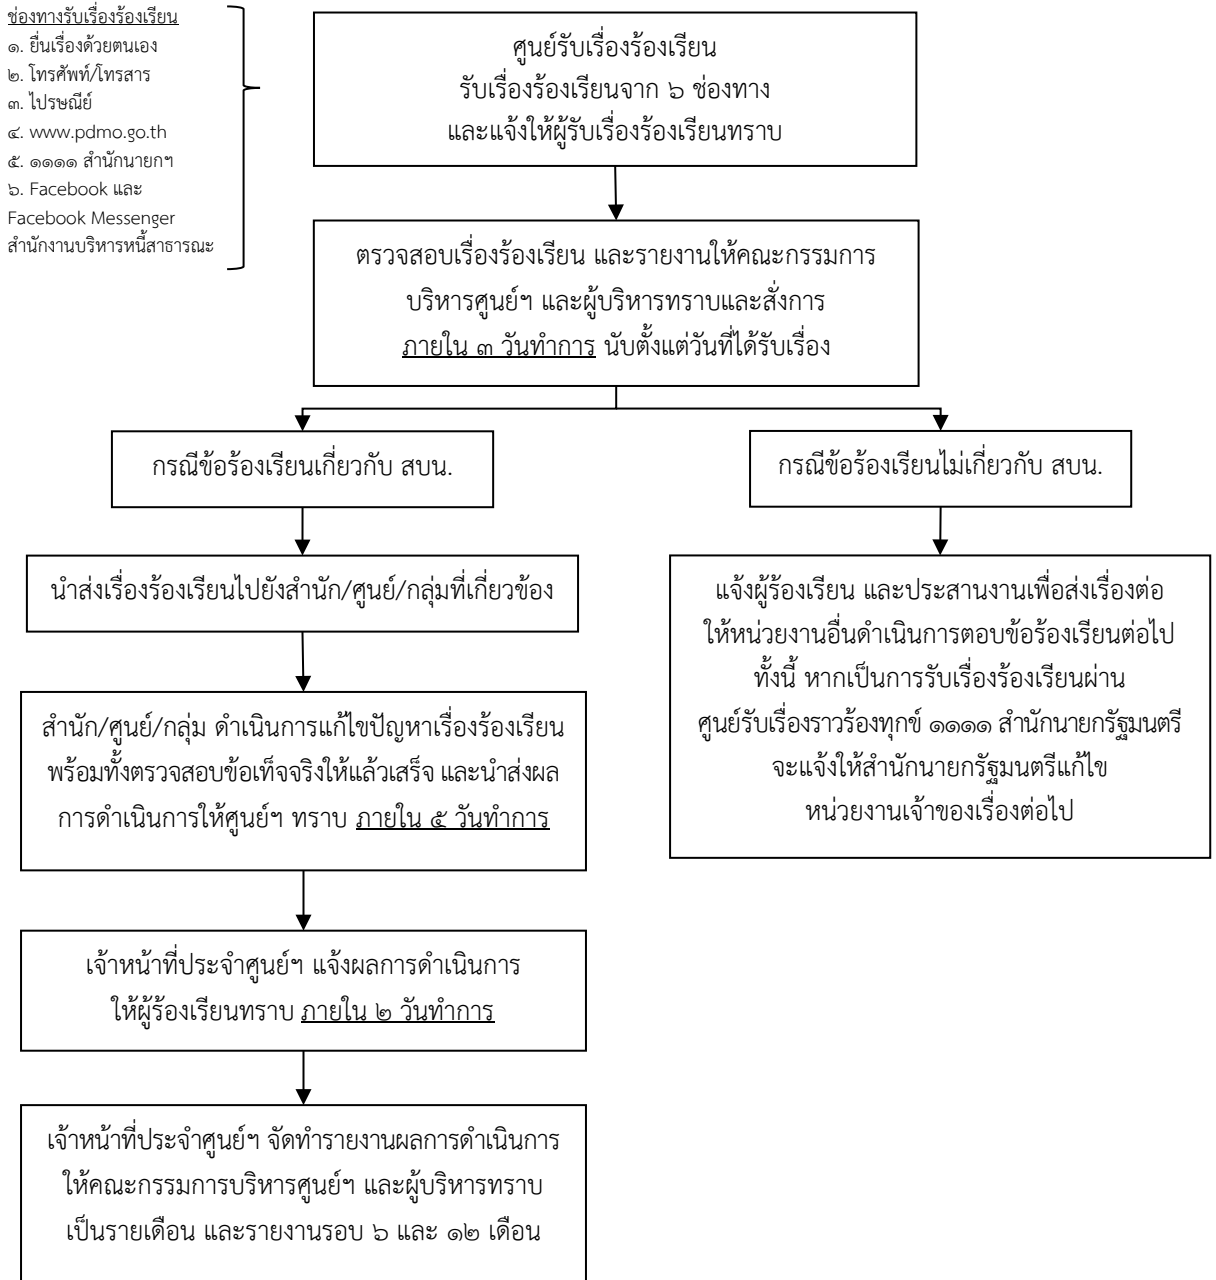 ช่องทางรับเรื่องร้องเรียน
๑. ยื่นเรื่องด้วยตนเอง
๒. โทรศัพท์/โทรสาร
๓. ไปรษณีย์
๔. www.pdmo.go.th
๕. ๑๑๑๑ สำนักนายกฯ
๖. Facebook และ
Facebook Messenger
สำนักงานบริหารหนี้สาธารณะ
ศูนย์รับเรื่องร้องเรียน
รับเรื่องร้องเรียนจาก ๖ ช่องทาง
และแจ้งให้ผู้รับเรื่องร้องเรียนทราบ
ตรวจสอบเรื่องร้องเรียน และรายงานให้คณะกรรมการ
บริหารศูนย์ฯ และผู้บริหารทราบและสั่งการ
ภายใน ๓ วันทำการ นับตั้งแต่วันที่ได้รับเรื่อง
กรณีข้อร้องเรียนเกี่ยวกับ สบน.
นำส่งเรื่องร้องเรียนไปยังสำนัก/ศูนย์/กลุ่มที่เกี่ยวข้อง
สำนัก/ศูนย์/กลุ่ม ดำเนินการแก้ไขปัญหาเรื่องร้องเรียน
พร้อมทั้งตรวจสอบข้อเท็จจริงให้แล้วเสร็จ และนำส่งผล
การดำเนินการให้ศูนย์ฯ ทราบ ภายใน ๕ วันทำการ
เจ้าหน้าที่ประจำศูนย์ฯ แจ้งผลการดำเนินการ
ให้ผู้ร้องเรียนทราบ ภายใน ๒ วันทำการ
เจ้าหน้าที่ประจำศูนย์ฯ จัดทำรายงานผลการดำเนินการ
ให้คณะกรรมการบริหารศูนย์ฯ และผู้บริหารทราบ
เป็นรายเดือน และรายงานรอบ ๖ และ ๑๒ เดือน
กรณีข้อร้องเรียนไม่เกี่ยวกับ สบน.
แจ้งผู้ร้องเรียน และประสานงานเพื่อส่งเรื่องต่อ
ให้หน่วยงานอื่นดำเนินการตอบข้อร้องเรียนต่อไป
ทั้งนี้ หากเป็นการรับเรื่องร้องเรียนผ่าน
ศูนย์รับเรื่องราวร้องทุกข์ ๑๑๑๑ สำนักนายกรัฐมนตรี
จะแจ้งให้สำนักนายกรัฐมนตรีแก้ไข
หน่วยงานเจ้าของเรื่องต่อไป